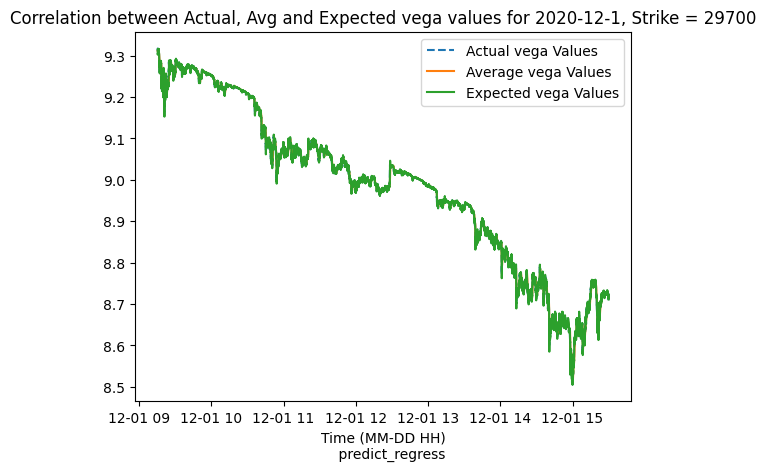 Correlation between Actual, Avg and Expected vega values for 2020-12-1, Strike = 29700
Actual vega Values
Average vega Values
Expected vega Values
9.3
9.2
9.1
9.0
8.9
8.8
8.7
8.6
8.5
12-01 09 12-01 10 12-01 11 12-01 12 12-01 13 12-01 14 12-01 15
Time (MM-DD HH)
predict_regress